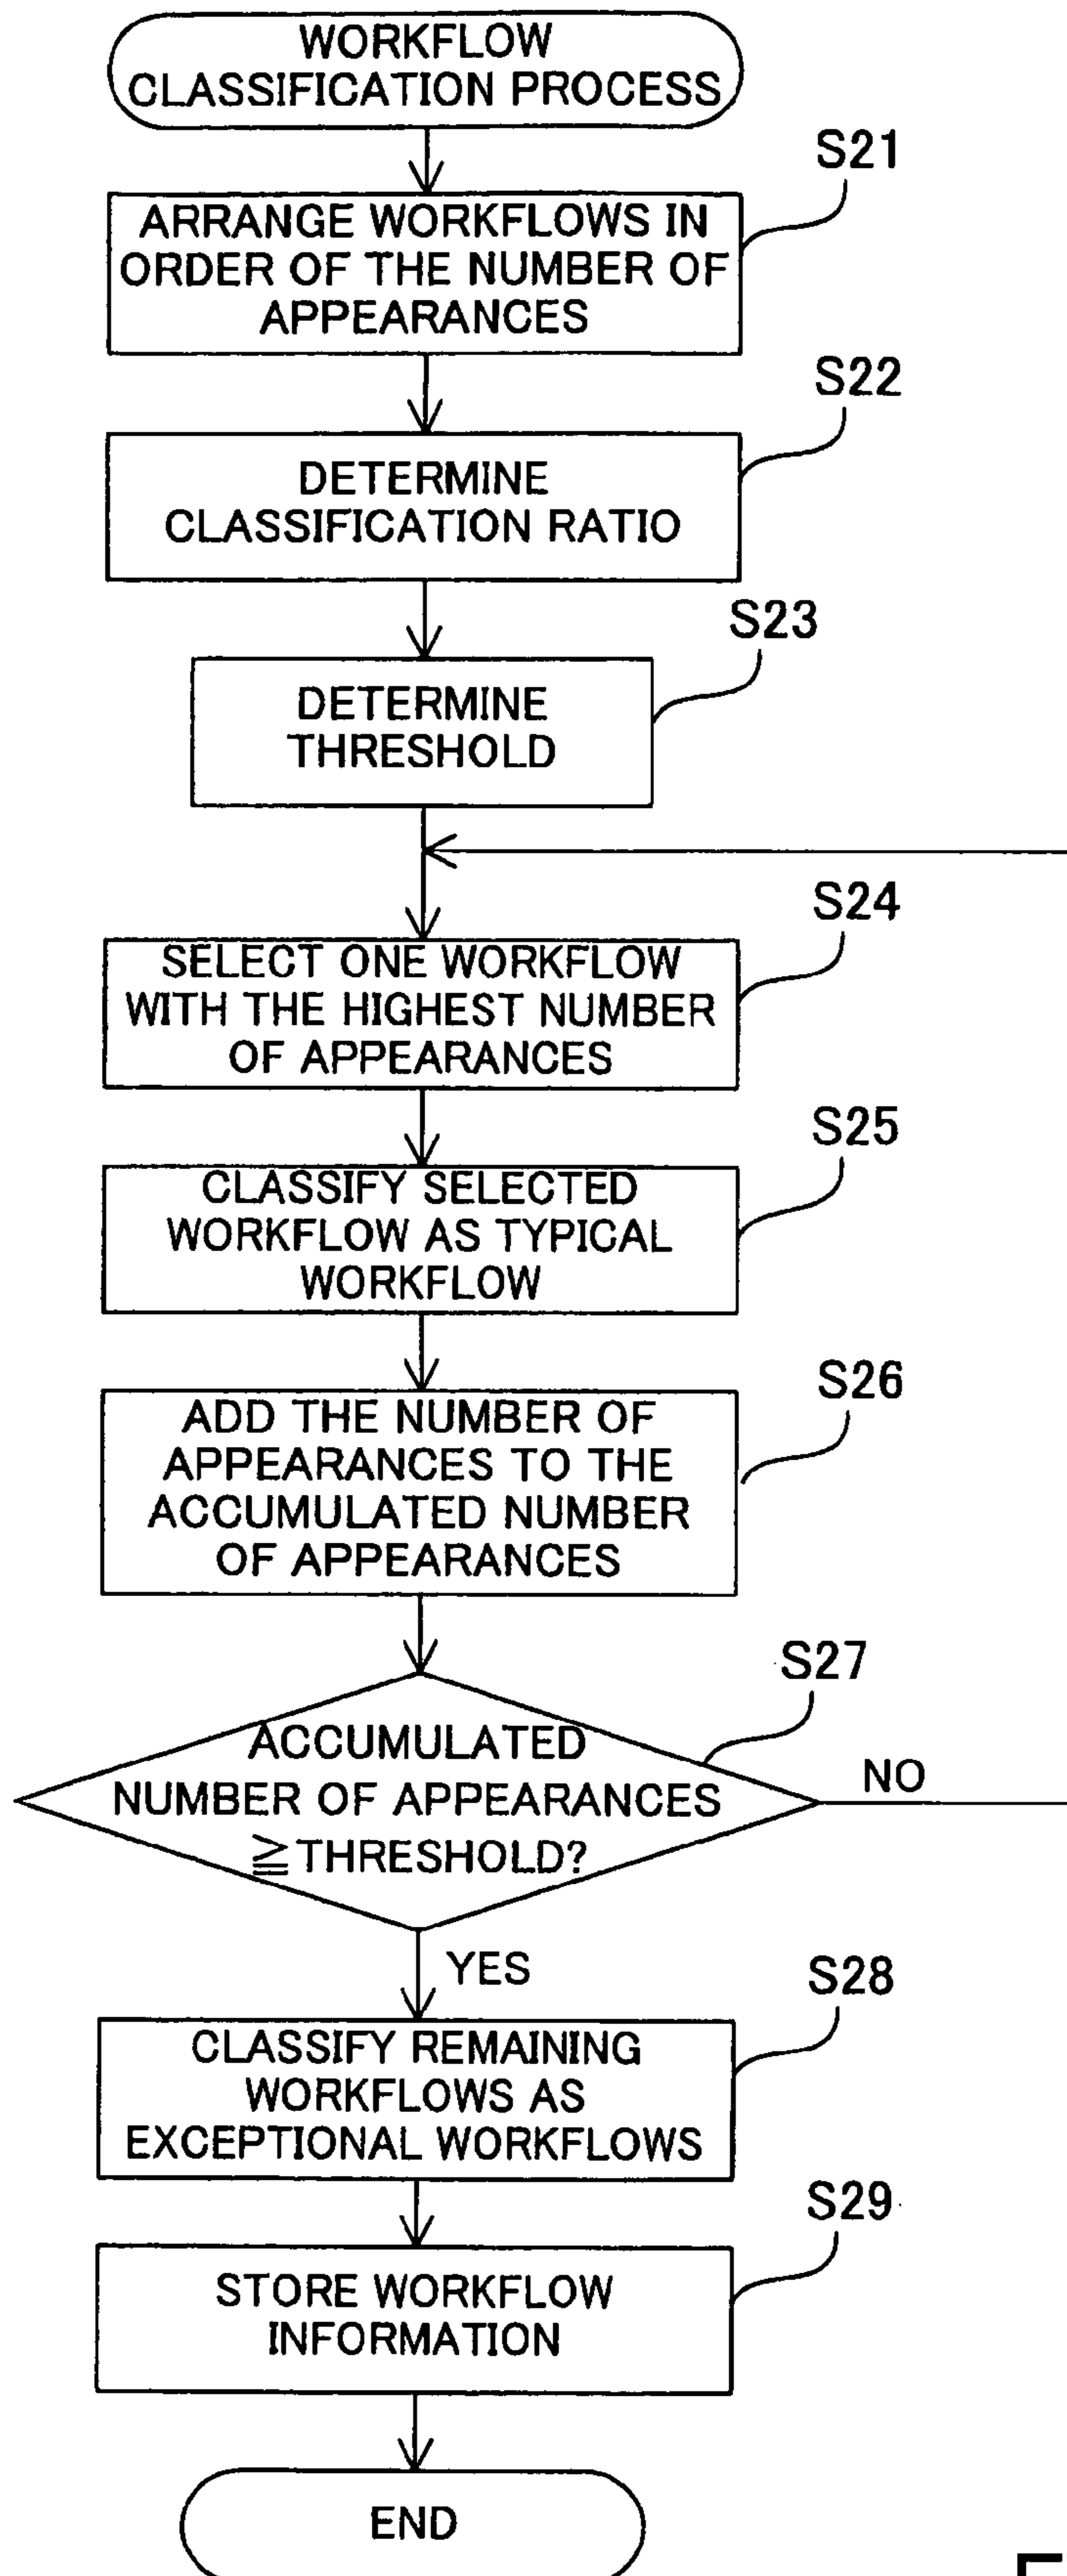 WORKFLOW
CLASSIFICATION PROCESS
S21
ARRANGE WORKFLOWS IN
ORDER OF THE NUMBER OF
APPEARANCES
S22
DETERMINE
CLASSIFICATION RATIO
S23
DETERMINE
THRESHOLD
S24
SELECT ONE WORKFLOW
WITH THE HIGHEST NUMBER
OF APPEARANCES
S25
CLASSIFY SELECTED
WORKFLOW AS TYPICAL
WORKFLOW
S26
ADD THE NUMBER OF
APPEARANCES TO THE
ACCUMULATED NUMBER
OF APPEARANCES
S27
ACCUMULATED
NUMBER OF APPEARANCES
≧THRESHOLD?
NO
YES
S28
CLASSIFY REMAINING
WORKFLOWS AS
EXCEPTIONAL WORKFLOWS
S29
STORE WORKFLOW
INFORMATION
END